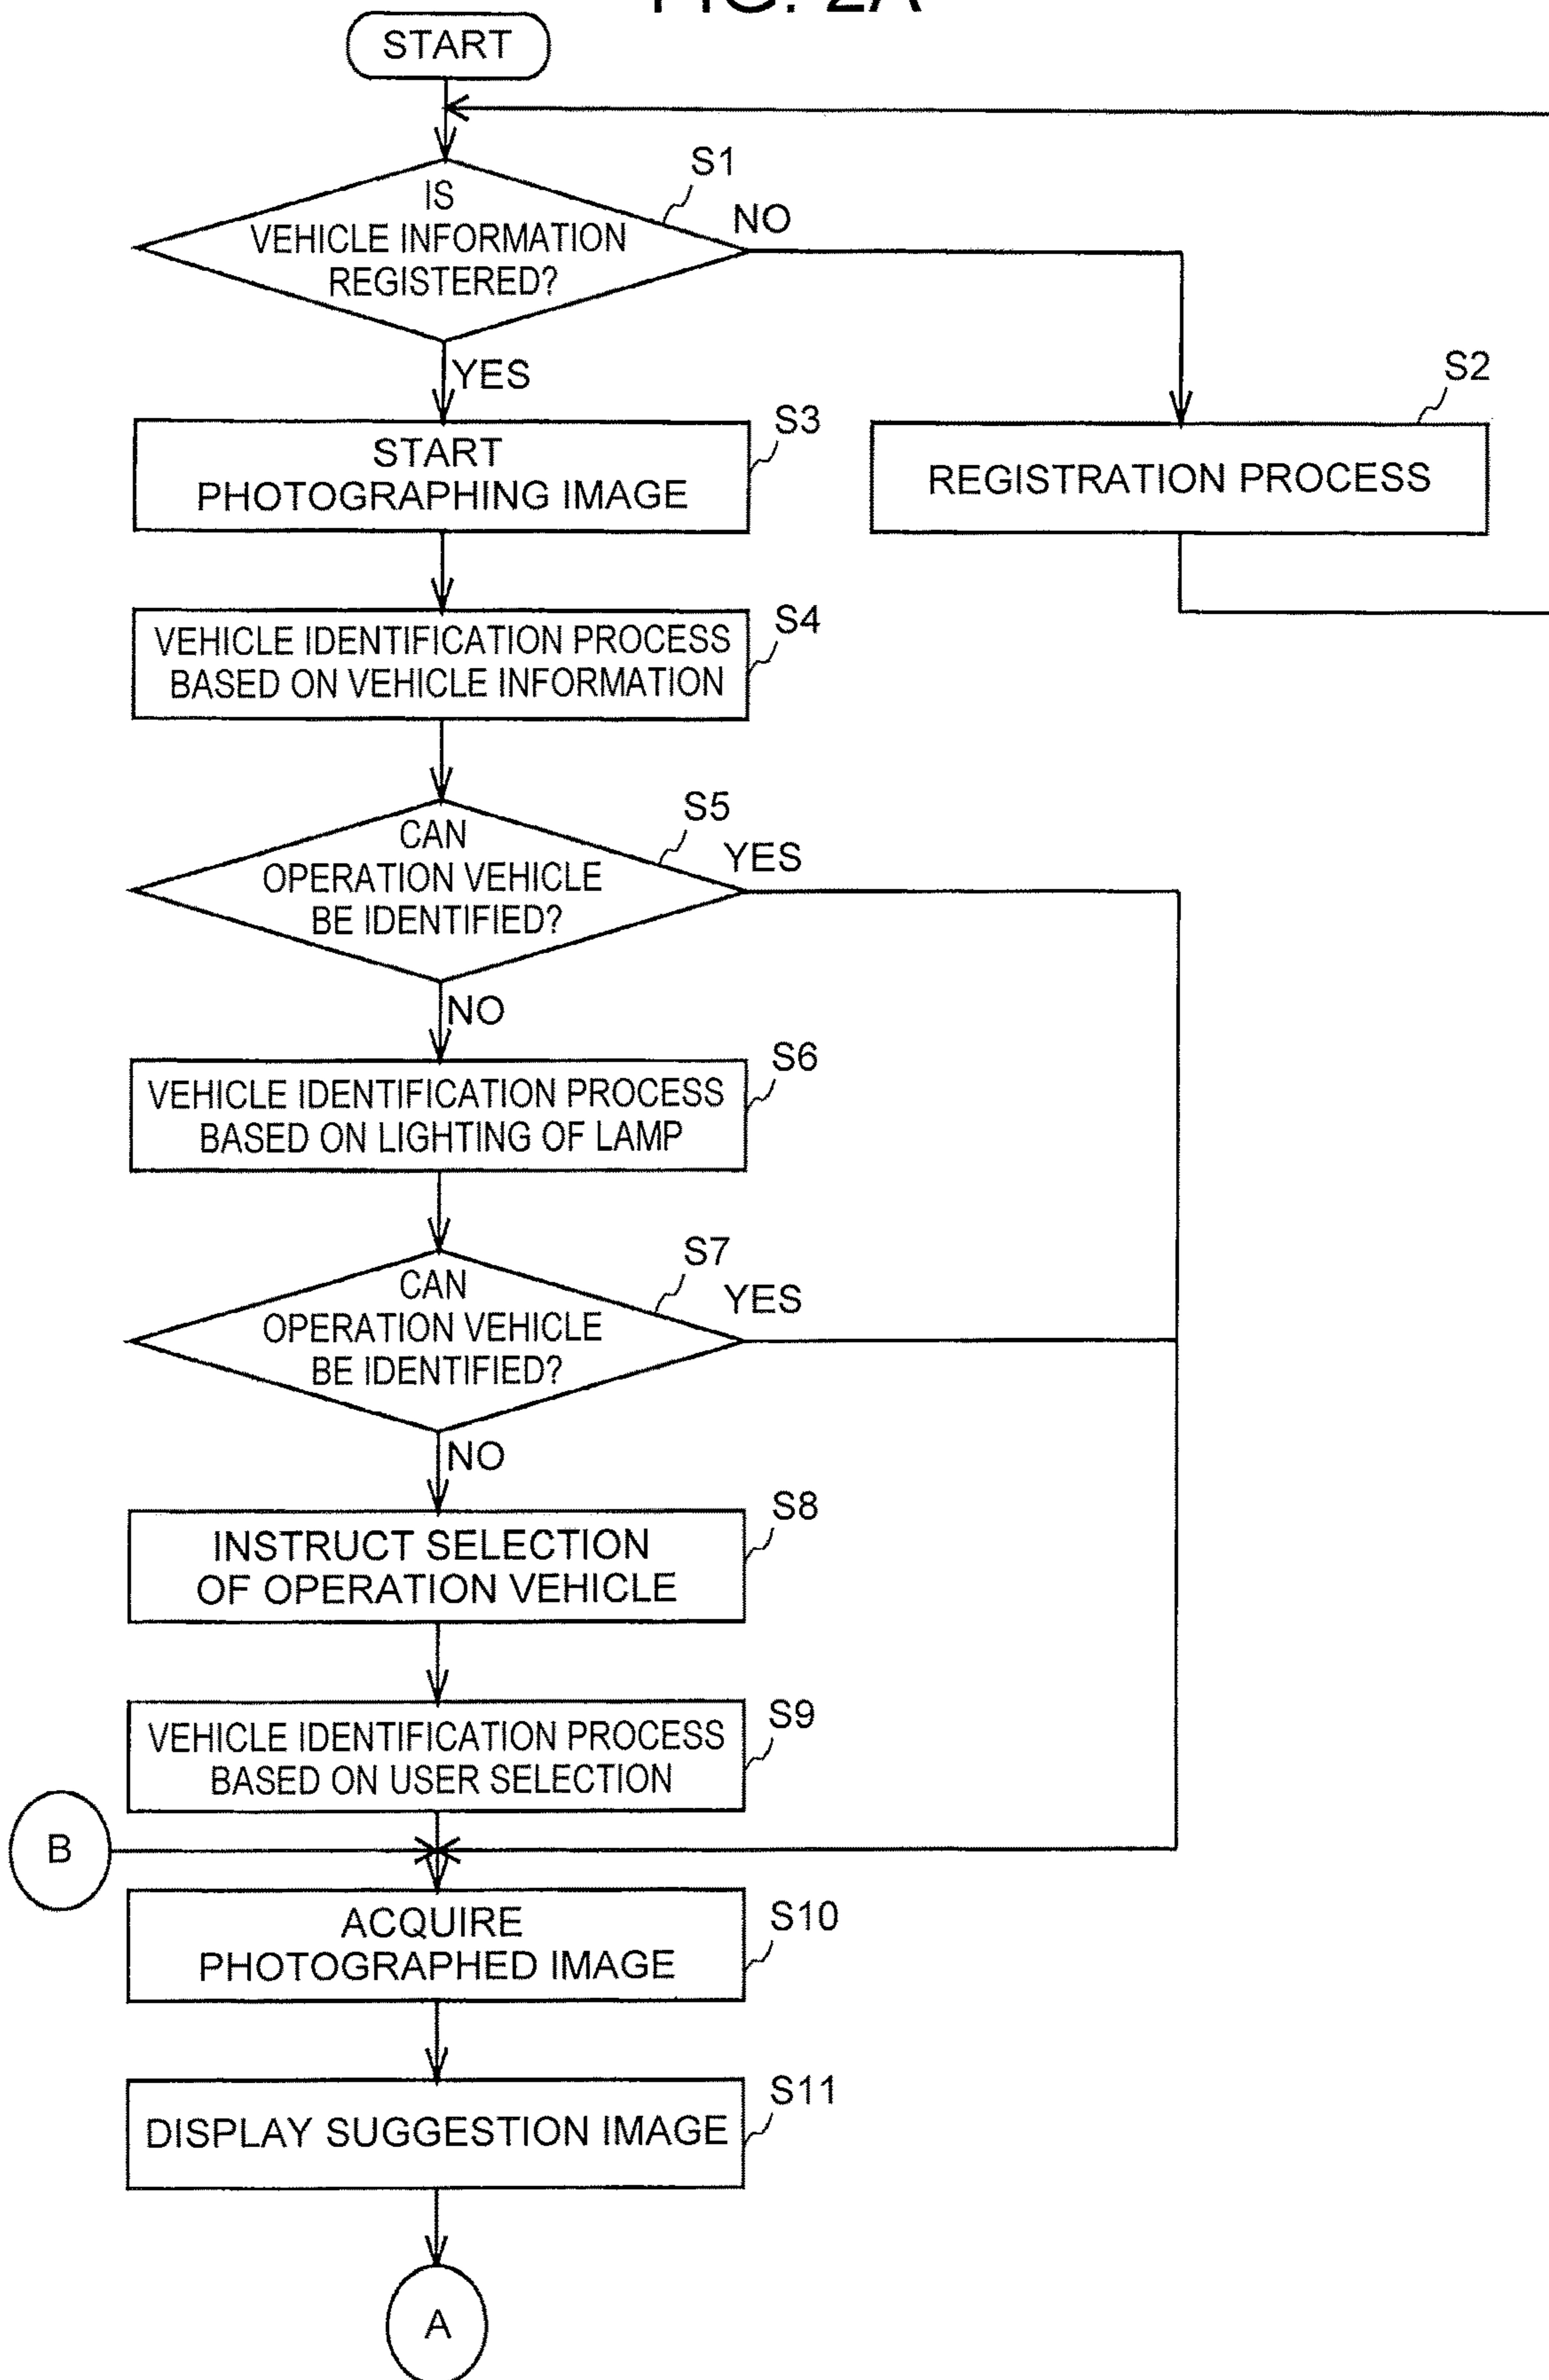 FIG. 2A
START
S1
IS
VEHICLE INFORMATION
REGISTERED?
NO
YES
S2
REGISTRATION PROCESS
S3
START
PHOTOGRAPHING IMAGE
S4
VEHICLE IDENTIFICATION PROCESS
BASED ON VEHICLE INFORMATION
S5
CAN
OPERATION VEHICLE
BE IDENTIFIED?
YES
NO
S6
VEHICLE IDENTIFICATION PROCESS
BASED ON LIGHTING OF LAMP
S7
CAN
OPERATION VEHICLE
BE IDENTIFIED?
YES
NO
S8
INSTRUCT SELECTION
OF OPERATION VEHICLE
S9
VEHICLE IDENTIFICATION PROCESS
BASED ON USER SELECTION
B
S10
ACQUIRE
PHOTOGRAPHED IMAGE
S11
DISPLAY SUGGESTION IMAGE
A